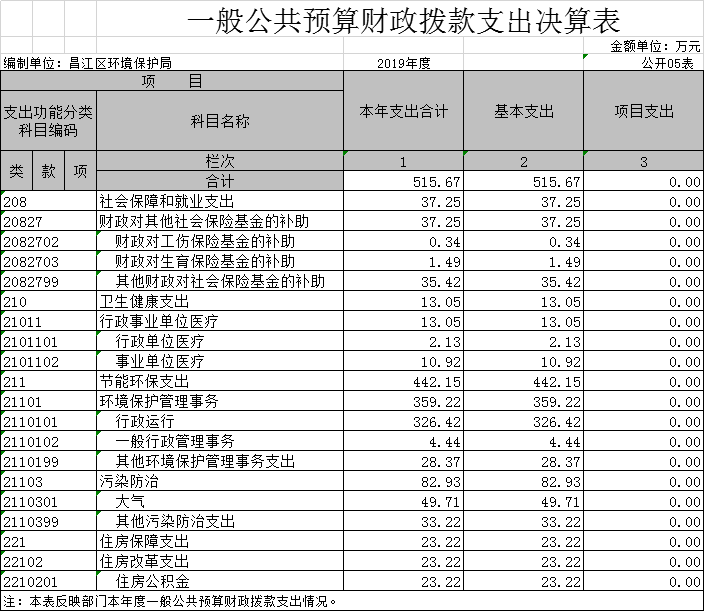 一般公共预算财政拨款支出决算表
金额单位：万元
编制单位：昌江区环境保护局 2019年度 公开05表
项 目 本年支出合计 基本支出 项目支出
支出功能分类科目编码 科目名称
类 款 项 栏次 1 2 3
合计 515.67 515.67 0.00
208 社会保障和就业支出 37.25 37.25 0.00
20827 财政对其他社会保险基金的补助 37.25 37.25 0.00
2082702 财政对工伤保险基金的补助 0.34 0.34 0.00
2082703 财政对生育保险基金的补助 1.49 1.49 0.00
2082799 其他财政对社会保险基金的补助 35.42 35.42 0.00
210 卫生健康支出 13.05 13.05 0.00
21011 行政事业单位医疗 13.05 13.05 0.00
2101101 行政单位医疗 2.13 2.13 0.00
2101102 事业单位医疗 10.92 10.92 0.00
211 节能环保支出 442.15 442.15 0.00
21101 环境保护管理事务 359.22 359.22 0.00
2110101 行政运行 326.42 326.42 0.00
2110102 一般行政管理事务 4.44 4.44 0.00
2110199 其他环境保护管理事务支出 28.37 28.37 0.00
21103 污染防治 82.93 82.93 0.00
2110301 大气 49.71 49.71 0.00
2110399 其他污染防治支出 33.22 33.22 0.00
221 住房保障支出 23.22 23.22 0.00
22102 住房改革支出 23.22 23.22 0.00
2210201 住房公积金 23.22 23.22 0.00
注：本表反映部门本年度一般公共预算财政拨款支出情况。